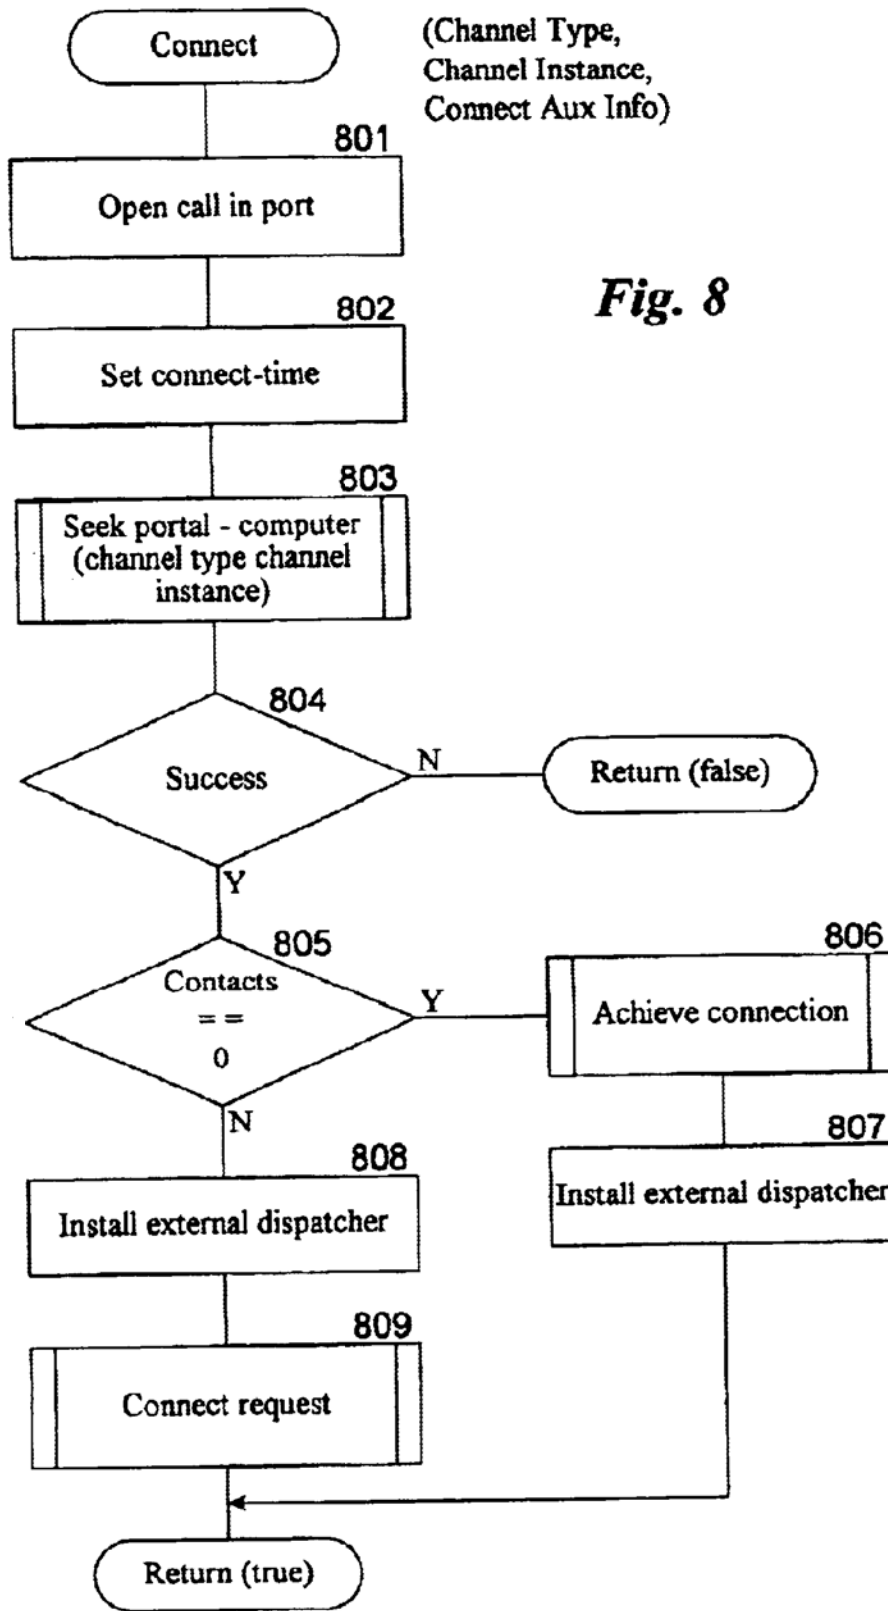 Connect
(Channel Type,
Channel Instance,
Connect Aux Info)
801
Open call in port
Fig. 8
802
Set connect-time
803
Seek portal - computer
(channel type channel
instance)
804
Success
N
Return (false)
Y
805
Contacts
= =
0
Y
806
Achieve connection
N
807
Install external dispatcher
808
Install external dispatcher
809
Connect request
Return (true)